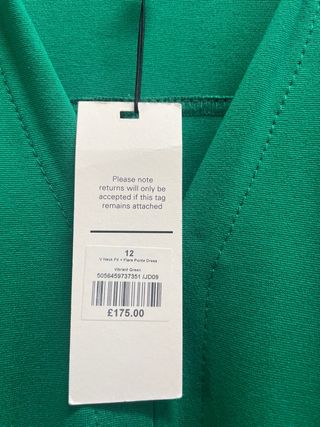 Please note
returns will only be
accepted if this tag
remains attached
12
V Neck Fit + Flare Ponte Dress
Vibrant Green
5056459737351 /JD09
£175.00